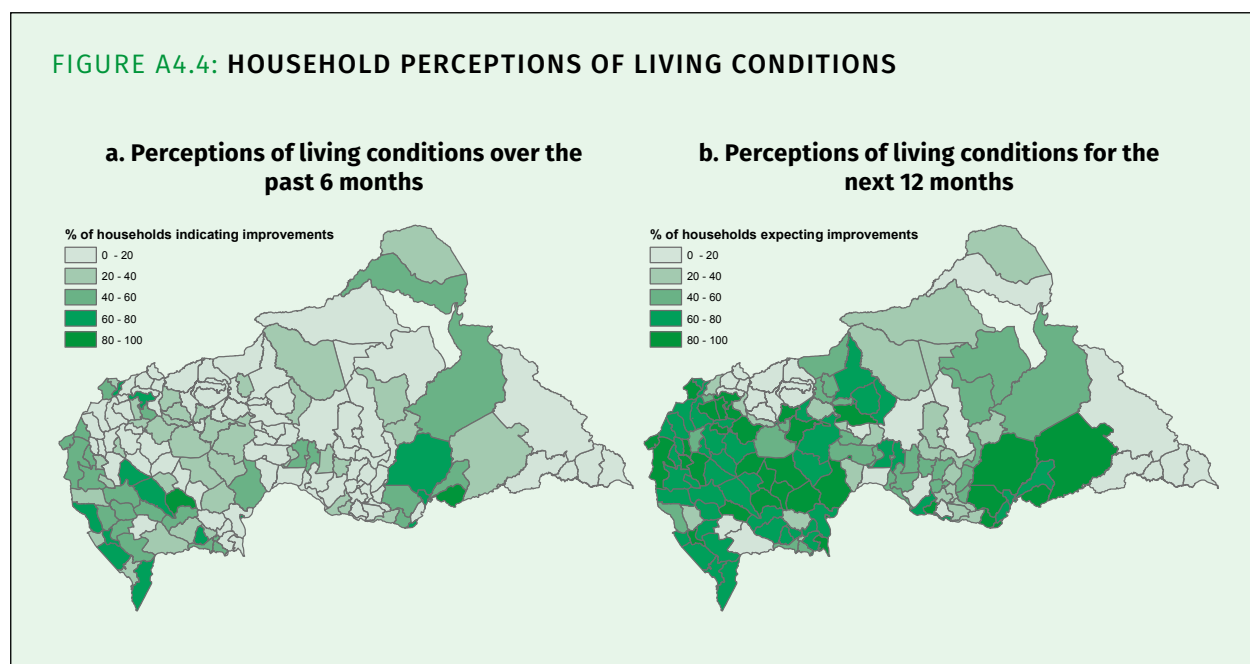 FIGURE A4.4: HOUSEHOLD PERCEPTIONS OF LIVING CONDITIONS
a. Perceptions of living conditions over the
past 6 months
% of households indicating improvements
0 - 20
20 - 40
40 - 60
60 - 80
80 - 100
b. Perceptions of living conditions for the
next 12 months
% of households expecting improvements
0 - 20
20 - 40
40 - 60
60 - 80
80 - 100